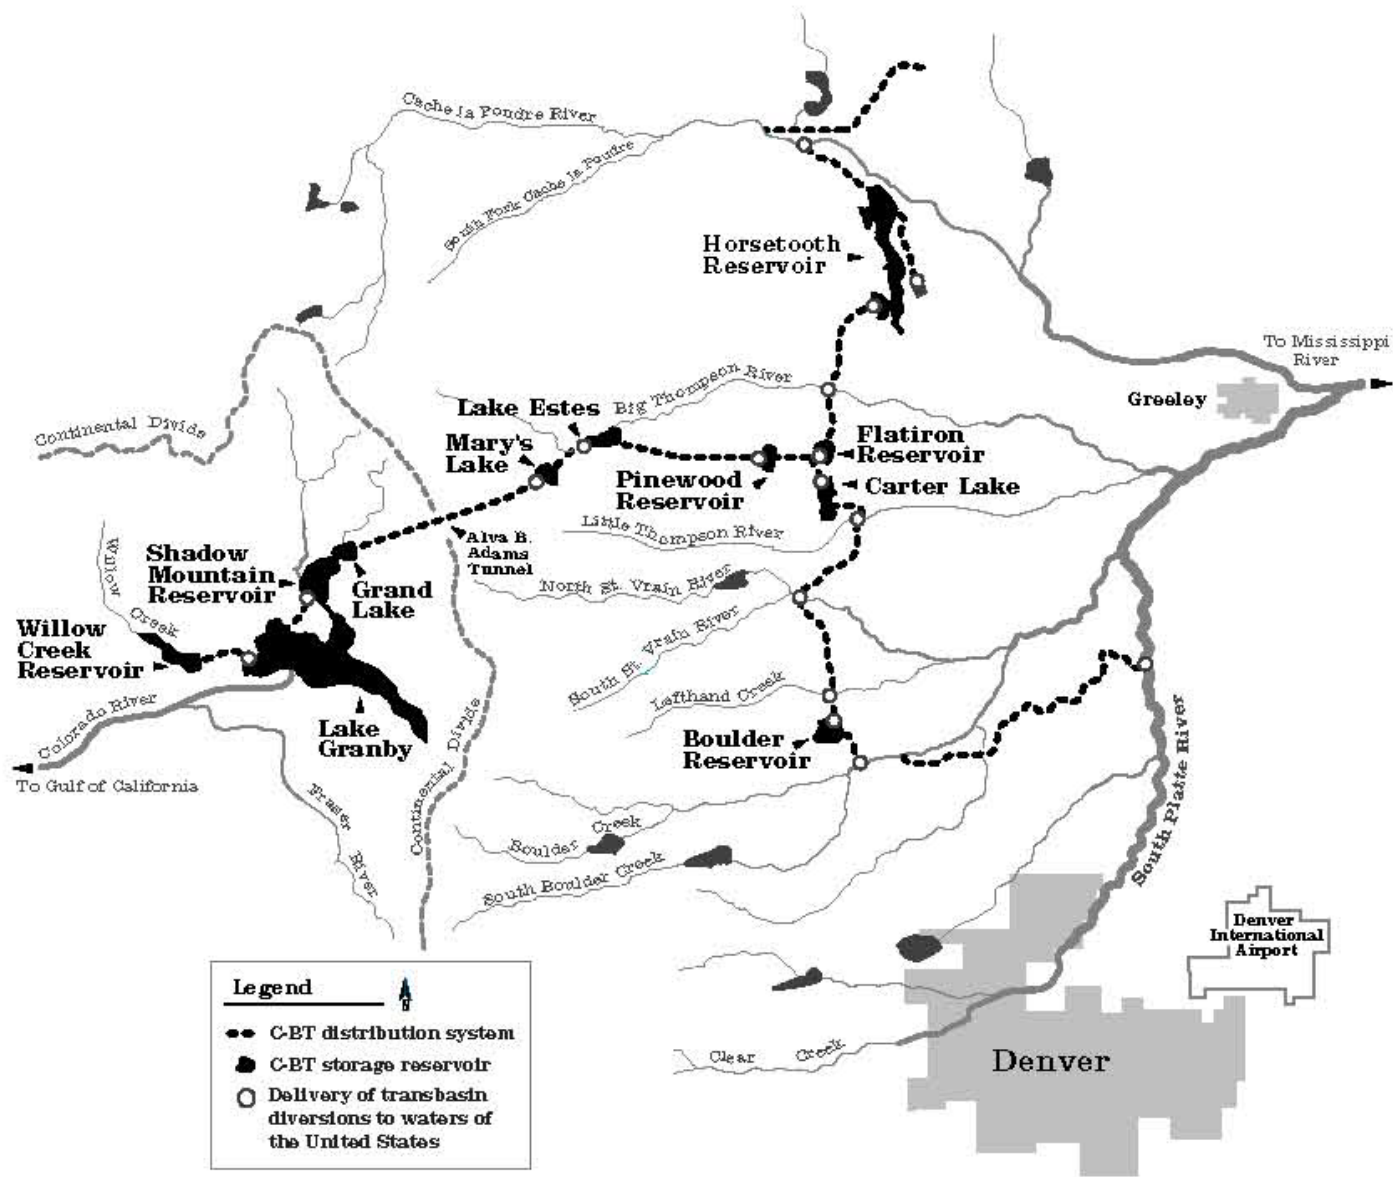 Cache la Poudre River
South Fork Cache la Poudre
Horsetooth
Reservoir
To Mississippi
River
Greeley
Continental Divide
Lake Estes
Big Thompson River
Mary's
Lake
Flatiron
Reservoir
Pinewood
Reservoir
Carter Lake
Little Thompson River
Alva B.
Adams
Tunnel
Willow
Creek
Shadow
Mountain
Reservoir
Grand
Lake
North St. Vrain River
South St. Vrain River
Willow
Creek
Reservoir
Lefthand Creek
Colorado River
Lake
Granby
Continental Divide
Boulder
Reservoir
To Gulf of California
Fraser
River
South Platte River
Boulder Creek
South Boulder Creek
Denver
International
Airport
Legend
N
C-BT distribution system
C-BT storage reservoir
Delivery of transbasin
diversions to waters of
the United States
Clear Creek
Denver